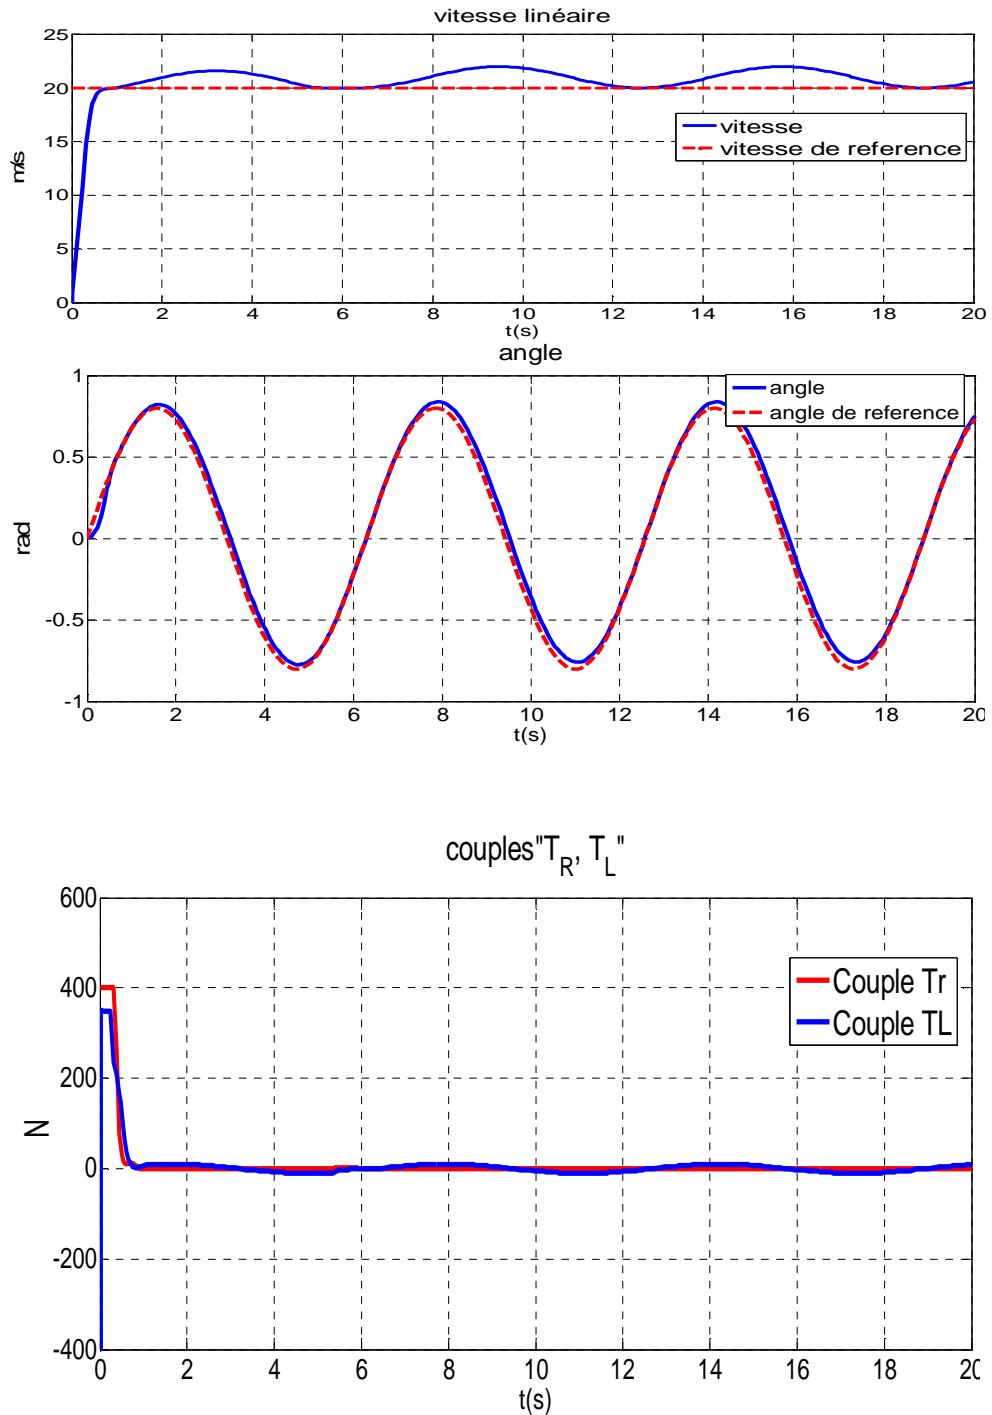 vitesse linéaire
25
20
15
10
5
0
m/s
vitesse
vitesse de reference
0 2 4 6 8 10 12 14 16 18 20
t(s)
angle
1
0.5
0
-0.5
-1
rad
angle
angle de reference
0 2 4 6 8 10 12 14 16 18 20
t(s)
couples"T_R, T_L"
600
400
200
0
-200
-400
N
Couple Tr
Couple TL
0 2 4 6 8 10 12 14 16 18 20
t(s)